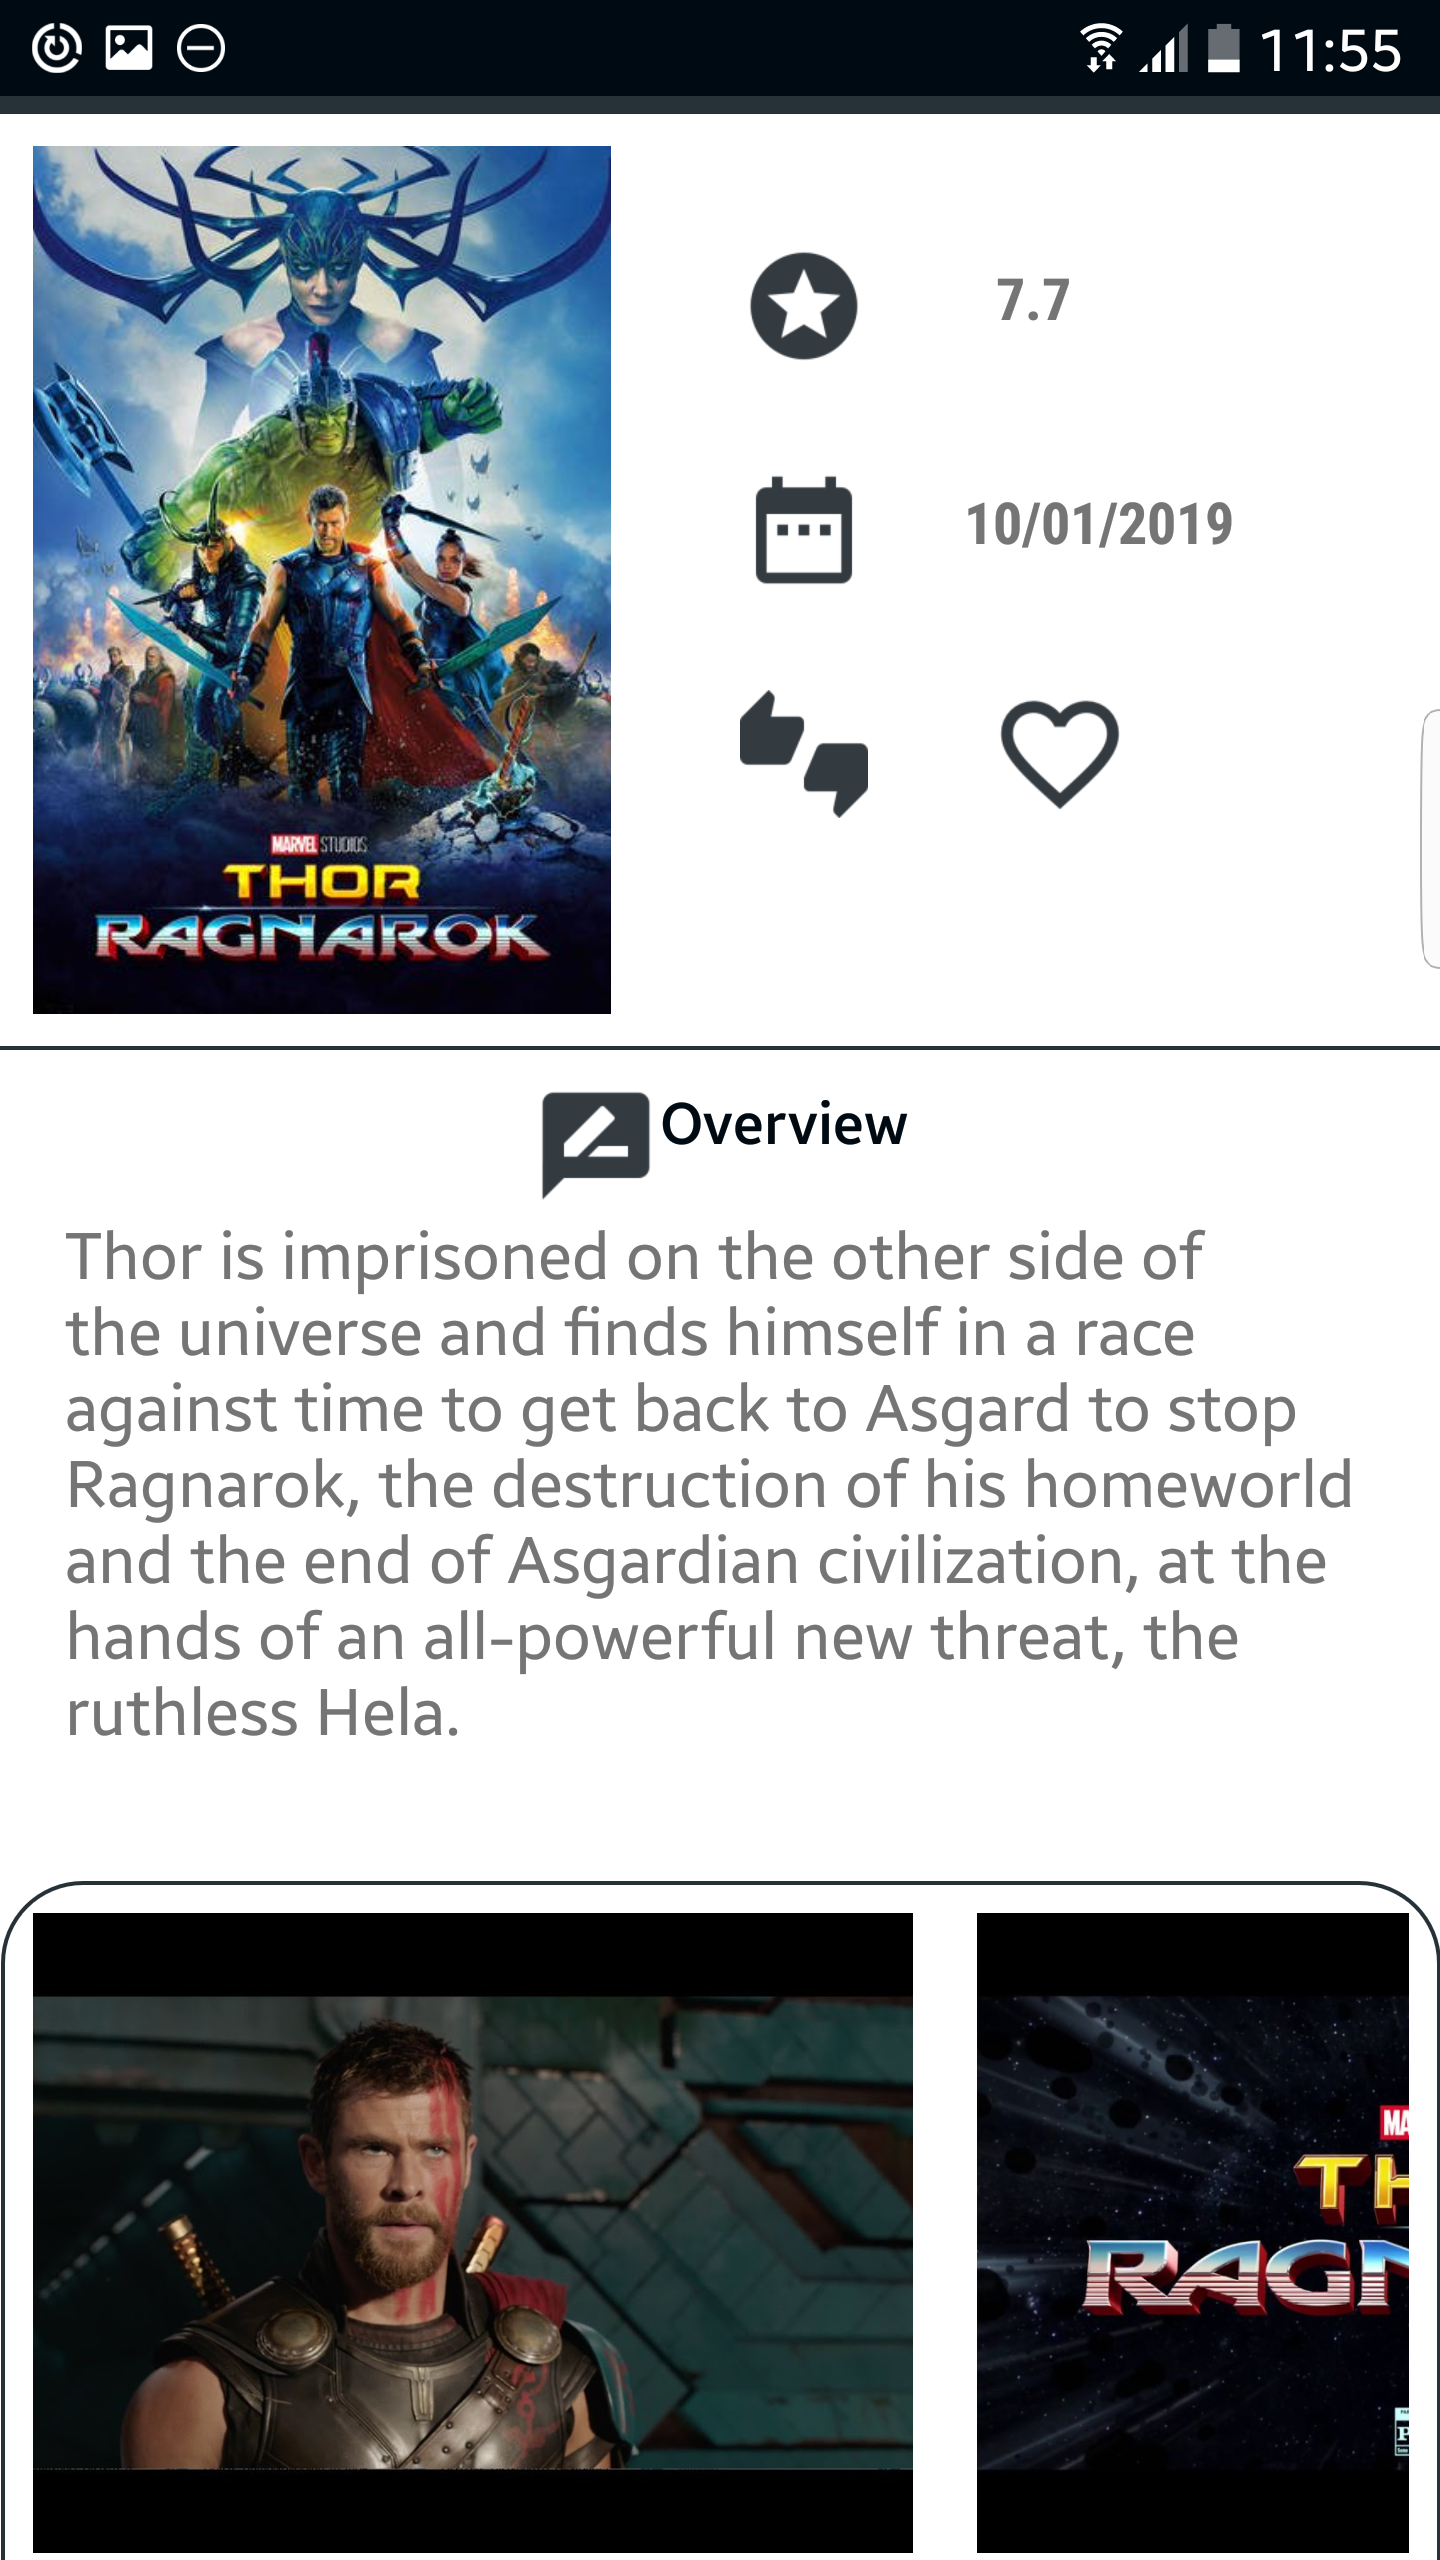 11:55
7.7
10/01/2019
MARVEL STUDIOS
THOR
RAGNAROK
Overview
Thor is imprisoned on the other side of
the universe and finds himself in a race
against time to get back to Asgard to stop
Ragnarok, the destruction of his homeworld
and the end of Asgardian civilization, at the
hands of an all-powerful new threat, the
ruthless Hela.
MA
TH
RAGN